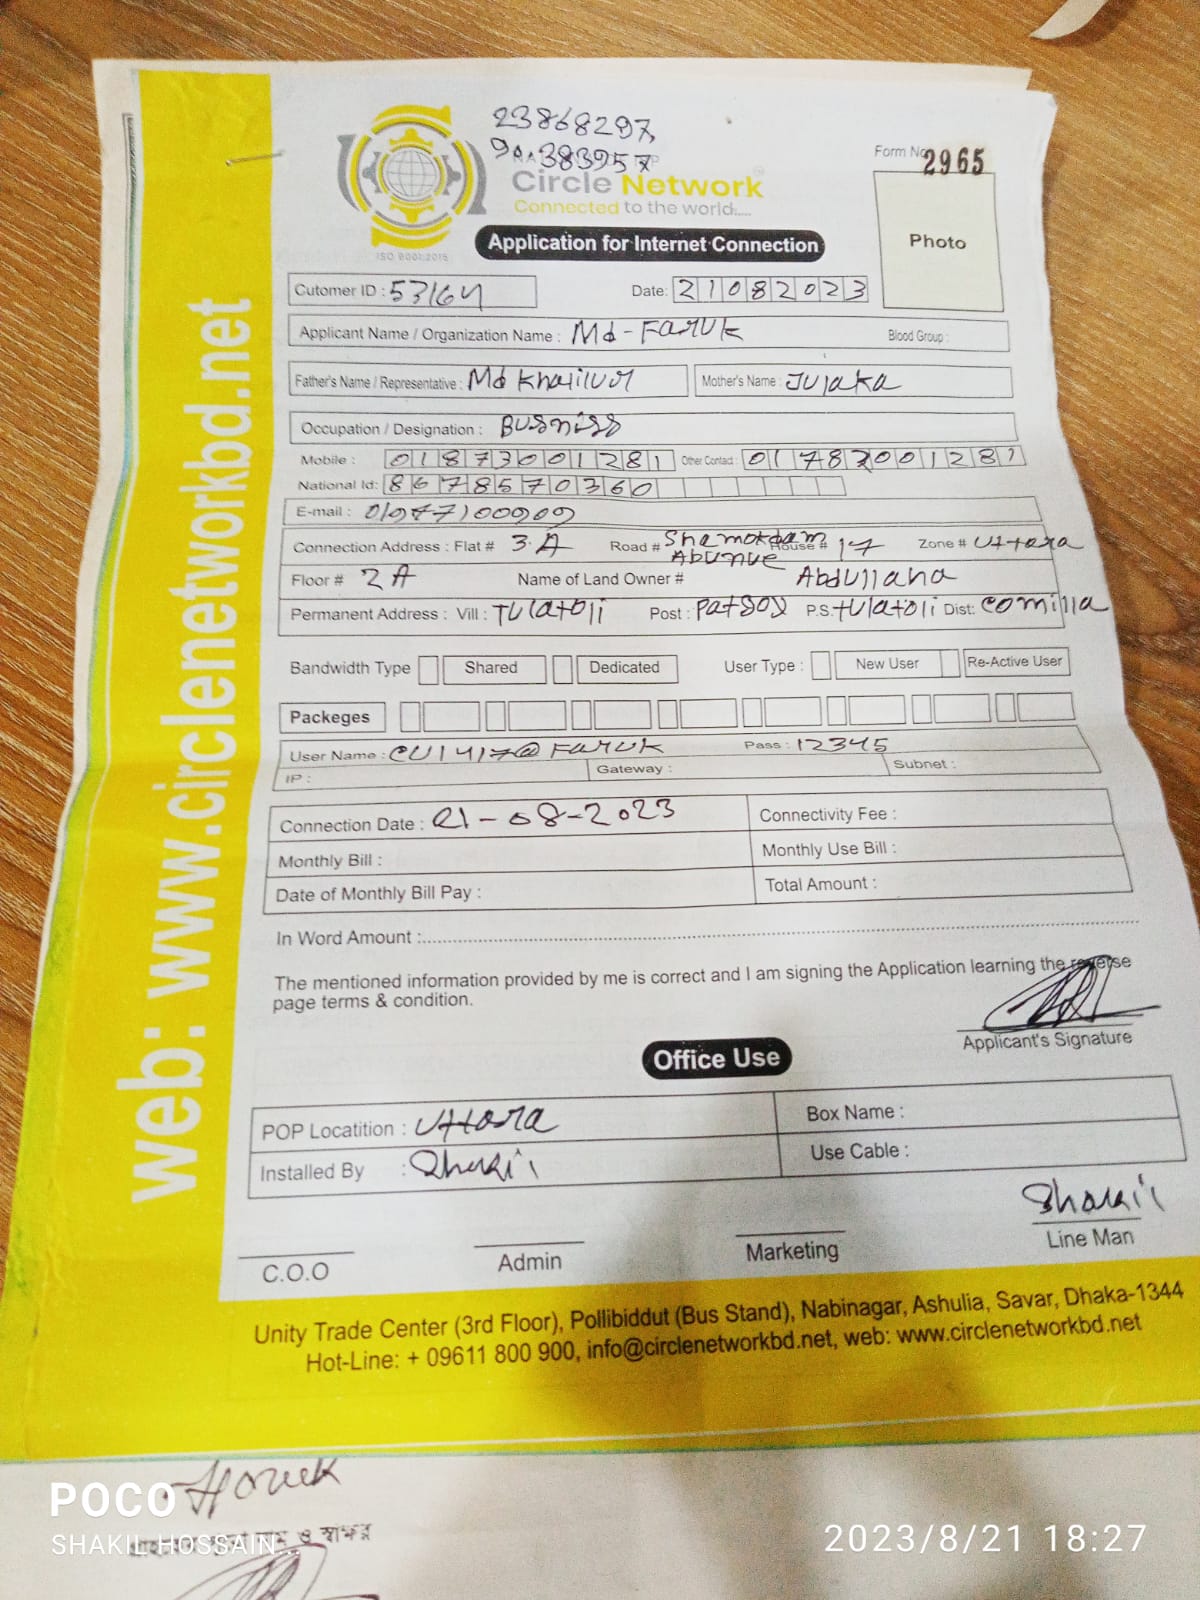 23868297,
90.383957
Circle Network
Connected to the world.....
ISO 9001:2015
Form No 2965
Photo
Application for Internet Connection
Cutomer ID : 53164
Date: 21082023
Applicant Name / Organization Name : Md-Faruk
Blood Group :
Father's Name / Representative : Md Khalilur
Mother's Name : Julaka
Occupation / Designation : Busniss
Mobile : 01873001281 Other Contact : 01782001281
National Id: 8678570360
E-mail : 01977100909
Connection Address : Flat # 3 A Road # House # 17 Zone # Uttara
Floor # 2A Name of Land Owner # Abdullaha
Permanent Address : Vill : Tulatoli Post : P.S. tulatoli Dist: comilla
Bandwidth Type Shared Dedicated User Type : New User Re-Active User
Packeges
User Name : CU1417@Faruk Pass : 12345
IP : Gateway : Subnet :
Connection Date : 21-08-2023 Connectivity Fee :
Monthly Bill : Monthly Use Bill :
Date of Monthly Bill Pay : Total Amount :
In Word Amount :
The mentioned information provided by me is correct and I am signing the Application learning the reverse
page terms & condition.
Applicant's Signature
Office Use
POP Locatition : Uttara Box Name :
Installed By : Shakil Use Cable :
Shakil
C.O.O Admin Marketing Line Man
Unity Trade Center (3rd Floor), Pollibiddut (Bus Stand), Nabinagar, Ashulia, Savar, Dhaka-1344
Hot-Line: + 09611 800 900, info@circlenetworkbd.net, web: www.circlenetworkbd.net
web: www.circlenetworkbd.net
ও স্বাক্ষর
POCO
SHAKIL HOSSAIN
2023/8/21 18:27